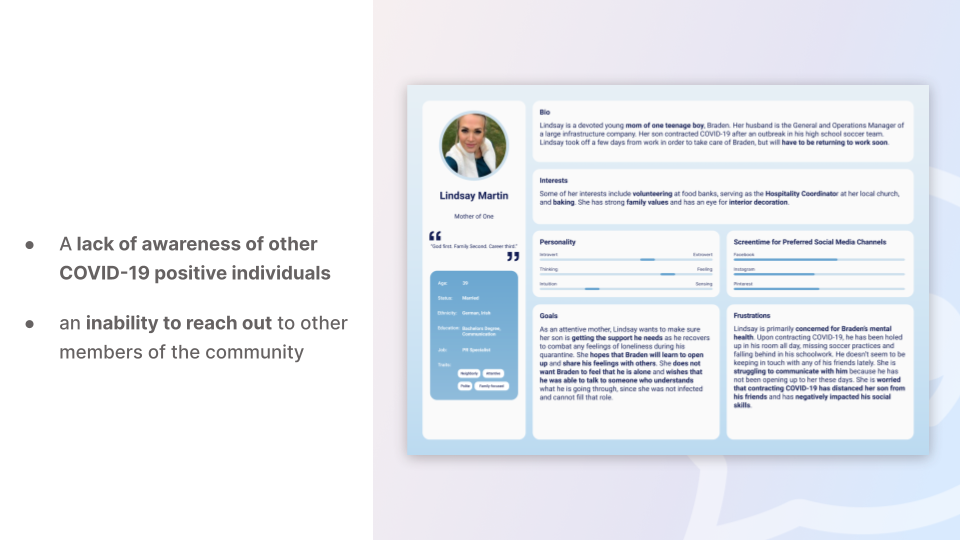 A lack of awareness of other
COVID-19 positive individuals
an inability to reach out to other
members of the community
Lindsay Martin
Mother of One
"God first. Family Second. Career third."
Age: 39
Status: Married
Ethnicity: German, Irish
Education: Bachelors Degree,
Communication
Job: PR Specialist
Traits:
Neighborly Attentive
Polite Family-focused
Bio
Lindsay is a devoted young mom of one teenage boy, Braden. Her husband is the General and Operations Manager of
a large infrastructure company. Her son contracted COVID-19 after an outbreak in his high school soccer team.
Lindsay took off a few days from work in order to take care of Braden, but will have to be returning to work soon.
Interests
Some of her interests include volunteering at food banks, serving as the Hospitality Coordinator at her local church,
and baking. She has strong family values and has an eye for interior decoration.
Personality
Introvert Extrovert
Thinking Feeling
Intuition Sensing
Screentime for Preferred Social Media Channels
Facebook
Instagram
Pinterest
Goals
As an attentive mother, Lindsay wants to make sure
her son is getting the support he needs as he recovers
to combat any feelings of loneliness during his
quarantine. She hopes that Braden will learn to open
up and share his feelings with others. She does not
want Braden to feel that he is alone and wishes that
he was able to talk to someone who understands
what he is going through, since she was not infected
and cannot fill that role.
Frustrations
Lindsay is primarily concerned for Braden's mental
health. Upon contracting COVID-19, he has been holed
up in his room all day, missing soccer practices and
falling behind in his schoolwork. He doesn't seem to be
keeping in touch with any of his friends lately. She is
struggling to communicate with him because he has
not been opening up to her these days. She is worried
that contracting COVID-19 has distanced her son from
his friends and has negatively impacted his social
skills.